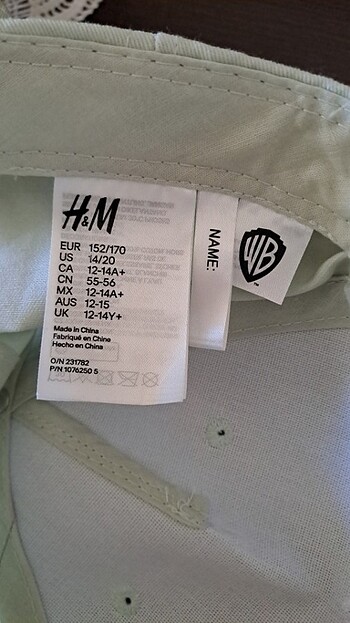 H&M
EUR 152/170
US 14/20
CA 12-14A+
CN 55-56
MX 12-14A+
AUS 12-15
UK 12-14Y+
Made in China
Fabriqué en Chine
Hecho en China
O/N 231782
P/N 1076250 5
NAME:
WB
™